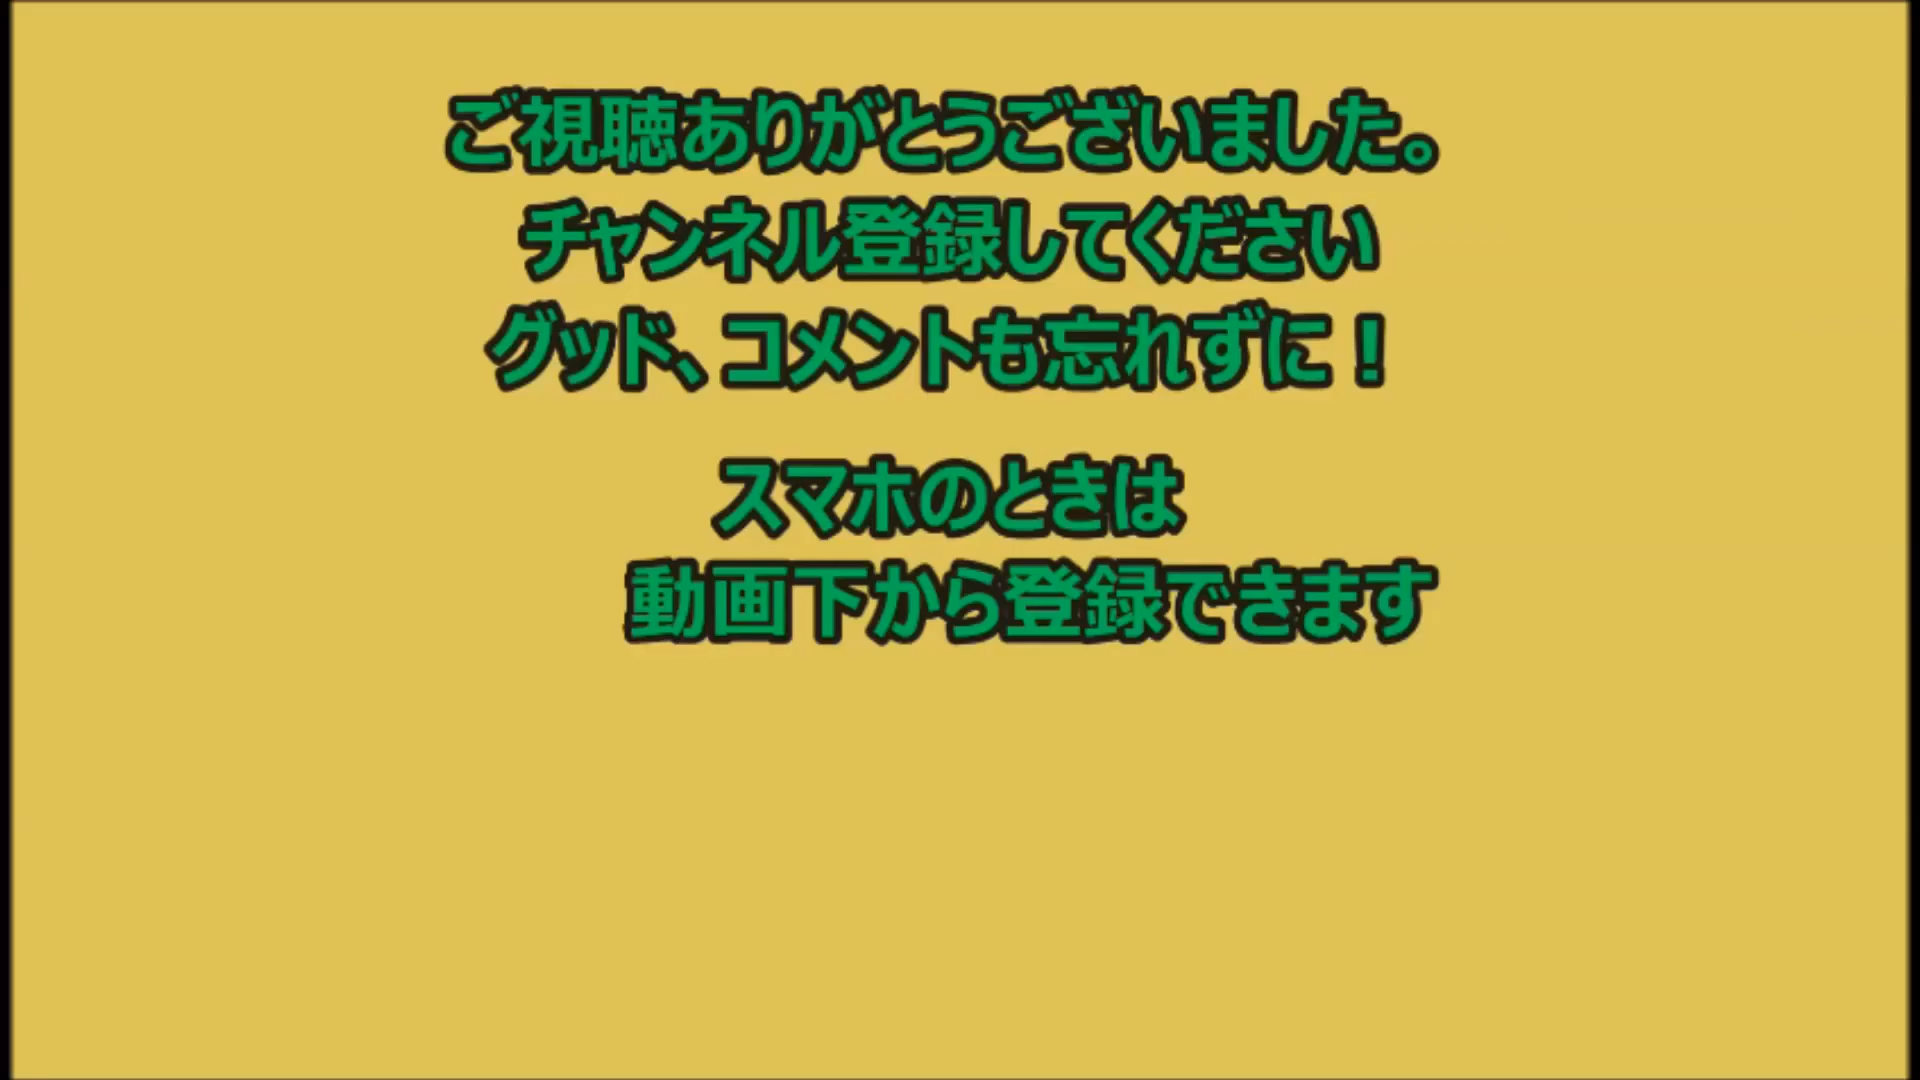 ご視聴ありがとうございました。
チャンネル登録してください
グッド、コメントも忘れずに！
スマホのときは
動画下から登録できます